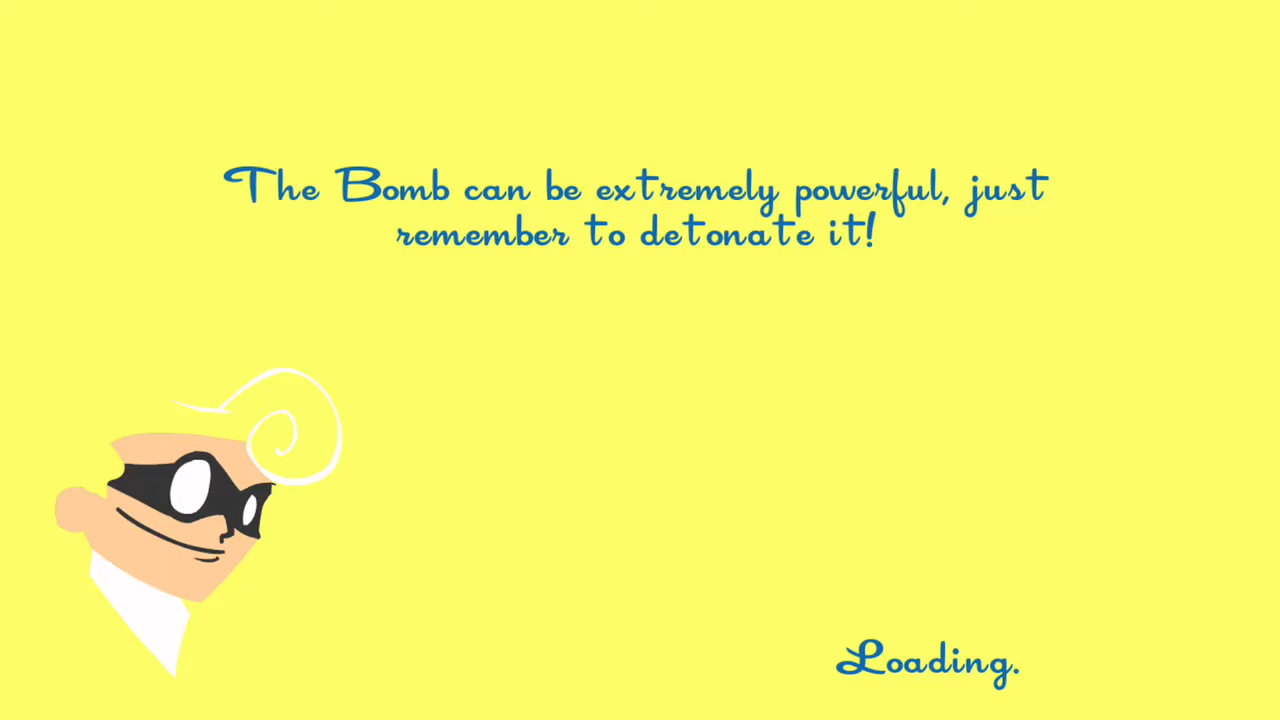 The Bomb can be extremely powerful, just
remember to detonate it!
Loading.